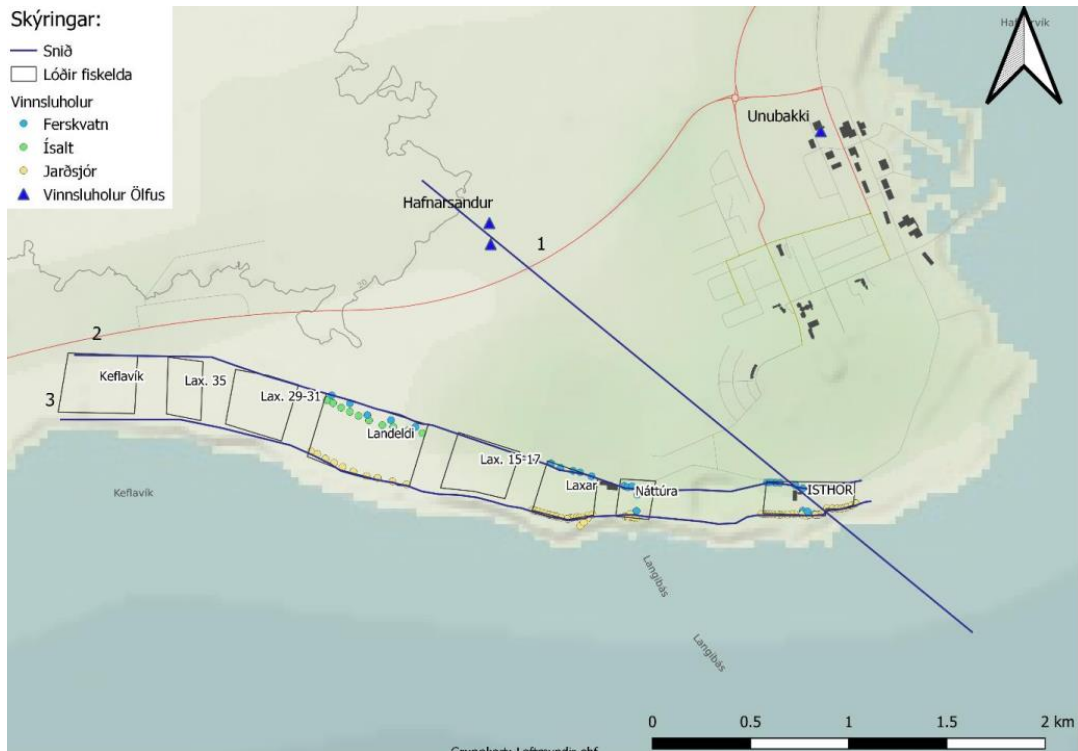 Skýringar:
Snið
Lóðir fiskelda
Vinnsluholur
Ferskvatn
Ísalt
Jarðsjór
Vinnsluholur Ölfus
Unubakki
Hafnarsandur
1
20
2
Keflavík
Lax. 35
Lax. 29-31
3
Landeldi
Lax. 15-17
Laxar
Náttúra
ISTHOR
Keflavík
Langibás
Langibás
0 0.5 1 1.5 2 km